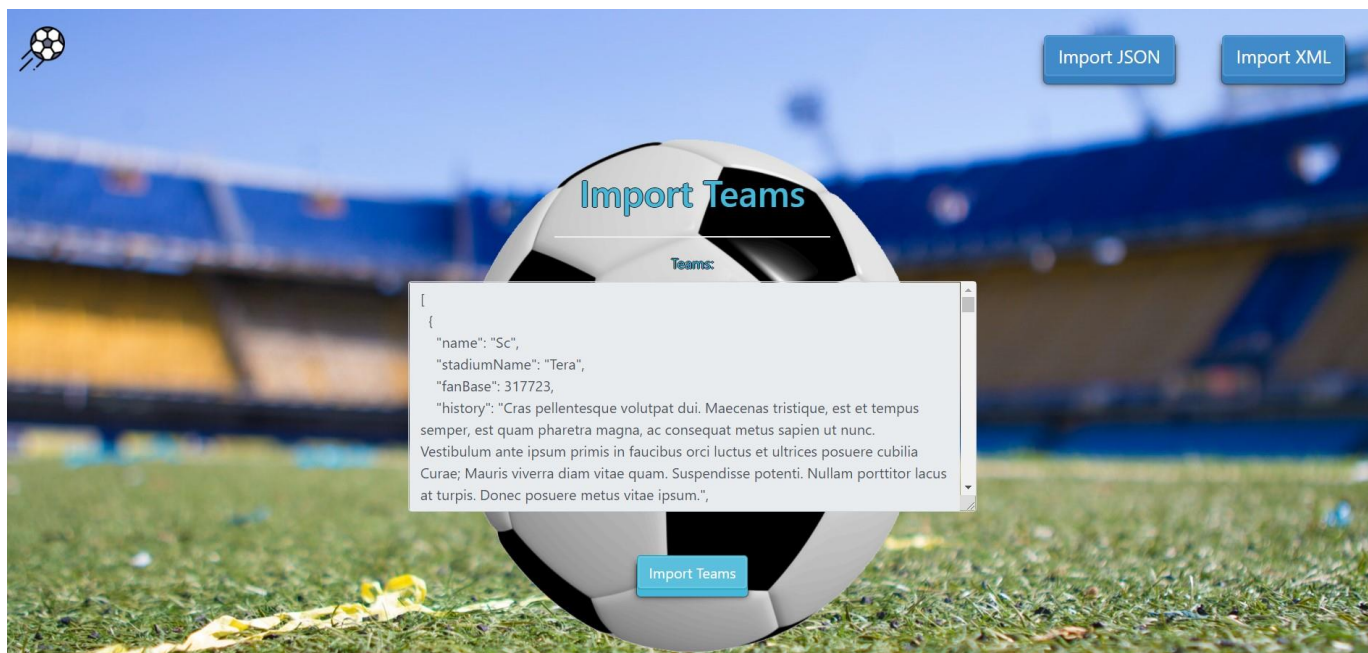 Import JSON
Import XML
Import Teams
Teams:
[
{
"name": "Sc",
"stadiumName": "Tera",
"fanBase": 317723,
"history": "Cras pellentesque volutpat dui. Maecenas tristique, est et tempus
semper, est quam pharetra magna, ac consequat metus sapien ut nunc.
Vestibulum ante ipsum primis in faucibus orci luctus et ultrices posuere cubilia
Curae; Mauris viverra diam vitae quam. Suspendisse potenti. Nullam porttitor lacus
at turpis. Donec posuere metus vitae ipsum.",
Import Teams